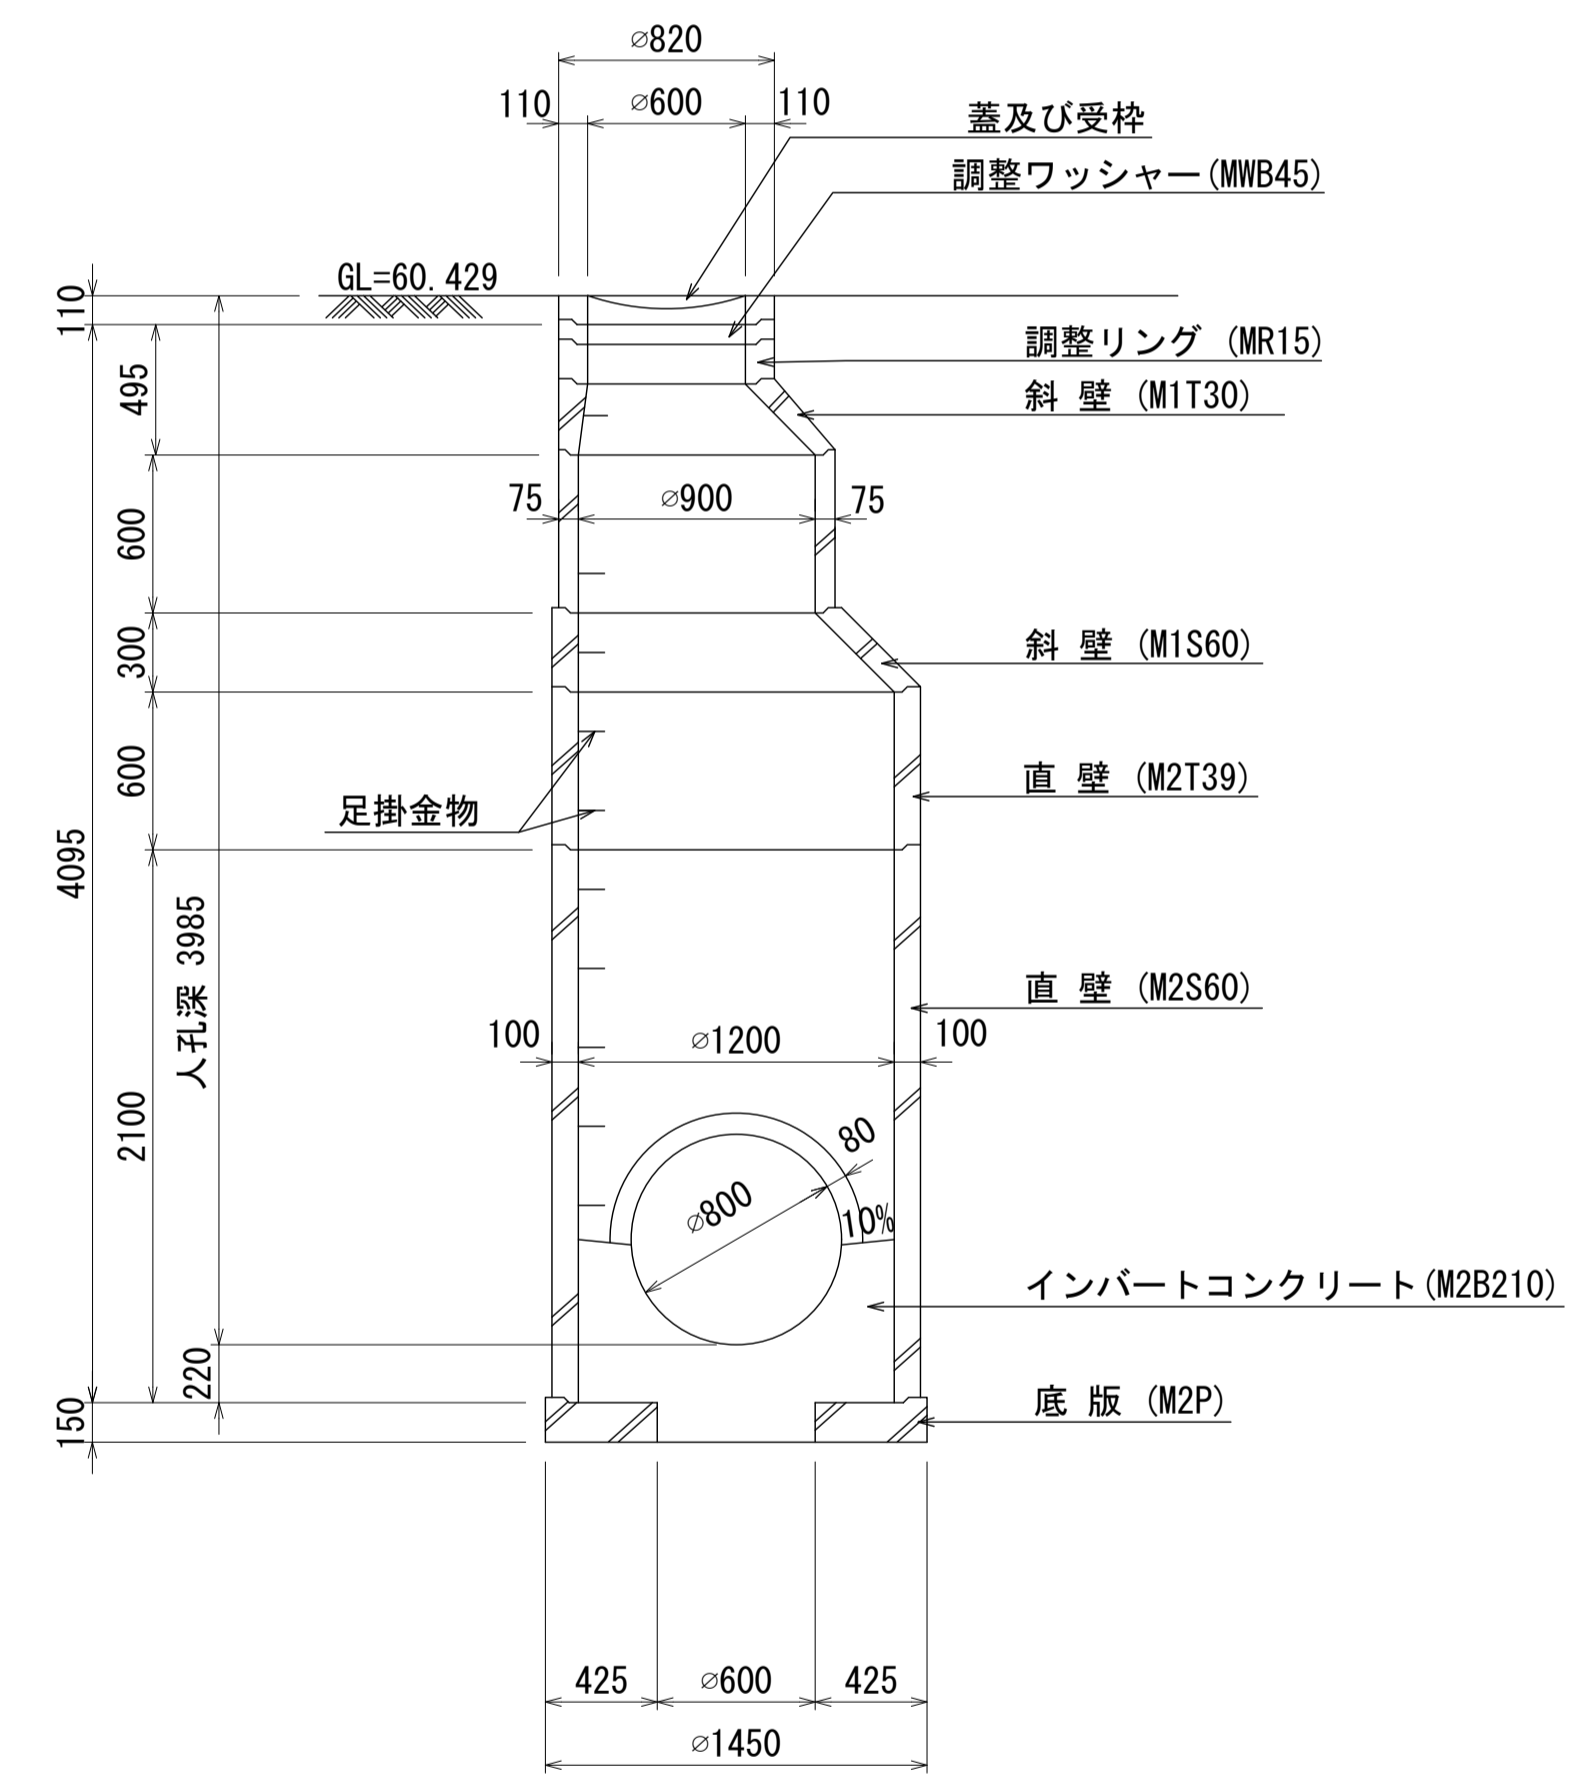 ∅820
110
∅600
110
蓋及び受枠
調整ワッシャー(MWB45)
GL=60.429
110
調整リング (MR15)
495
斜 壁 (M1T30)
75
∅900
75
600
300
斜 壁 (M1S60)
600
直 壁 (M2T39)
足掛金物
4095
人孔深 3985
直 壁 (M2S60)
100
∅1200
100
2100
80
∅800
10%
インバートコンクリート(M2B210)
220
150
底 版 (M2P)
425
∅600
425
∅1450